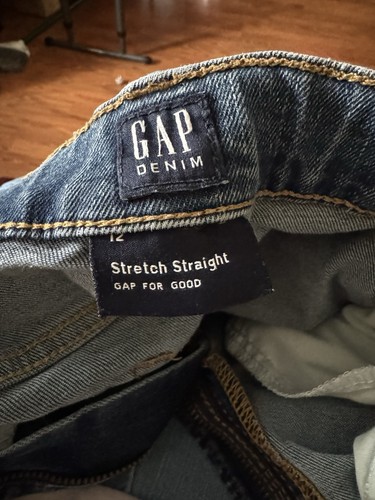 GAP
DENIM
12
Stretch Straight
GAP FOR GOOD